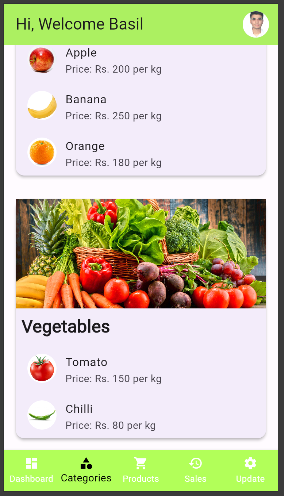 Hi, Welcome Basil
Apple
Price: Rs. 200 per kg
Banana
Price: Rs. 250 per kg
Orange
Price: Rs. 180 per kg
Vegetables
Tomato
Price: Rs. 150 per kg
Chilli
Price: Rs. 80 per kg
Dashboard Categories Products Sales Update